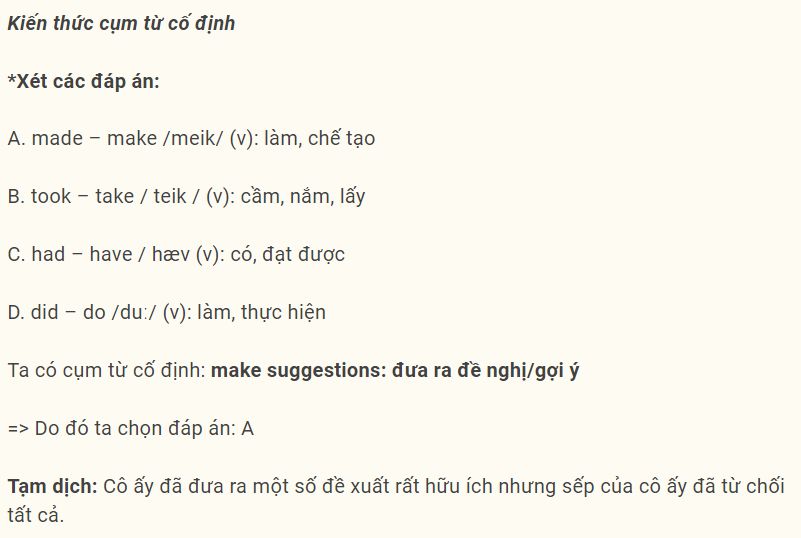 Kiến thức cụm từ cố định
*Xét các đáp án:
A. made – make /meik/ (v): làm, chế tạo
B. took – take / teik / (v): cầm, nắm, lấy
C. had – have / hæv (v): có, đạt được
D. did – do /duː/ (v): làm, thực hiện
Ta có cụm từ cố định: make suggestions: đưa ra đề nghị/gợi ý
=> Do đó ta chọn đáp án: A
Tạm dịch: Cô ấy đã đưa ra một số đề xuất rất hữu ích nhưng sếp của cô ấy đã từ chối
tất cả.